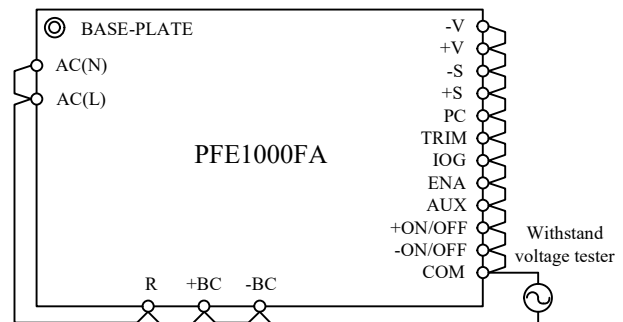 BASE-PLATE
AC(N)
AC(L)
PFE1000FA
-V
+V
-S
+S
PC
TRIM
IOG
ENA
AUX
+ON/OFF
-ON/OFF
COM
Withstand
voltage tester
R +BC -BC